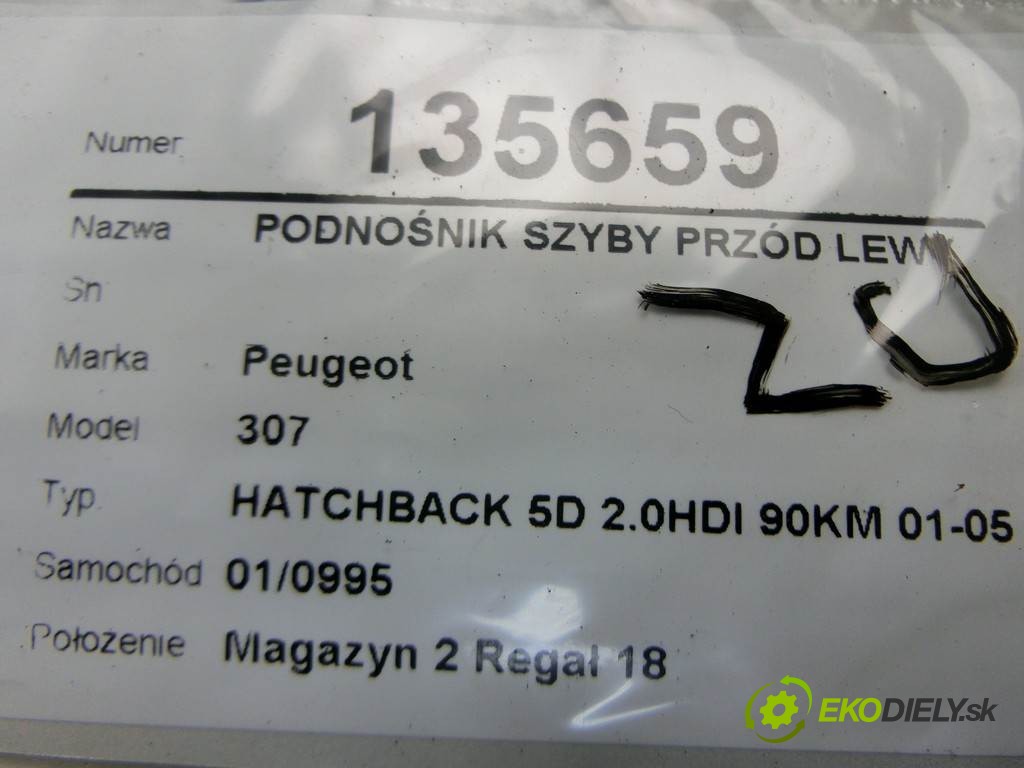 Numer 135659
Nazwa PODNOŚNIK SZYBY PRZÓD LEWY
Sn
Marka Peugeot
Model 307
Typ. HATCHBACK 5D 2.0HDI 90KM 01-05
Samochód 01/0995
Położenie Magazyn 2 Regał 18
20
EKODIELY.sk